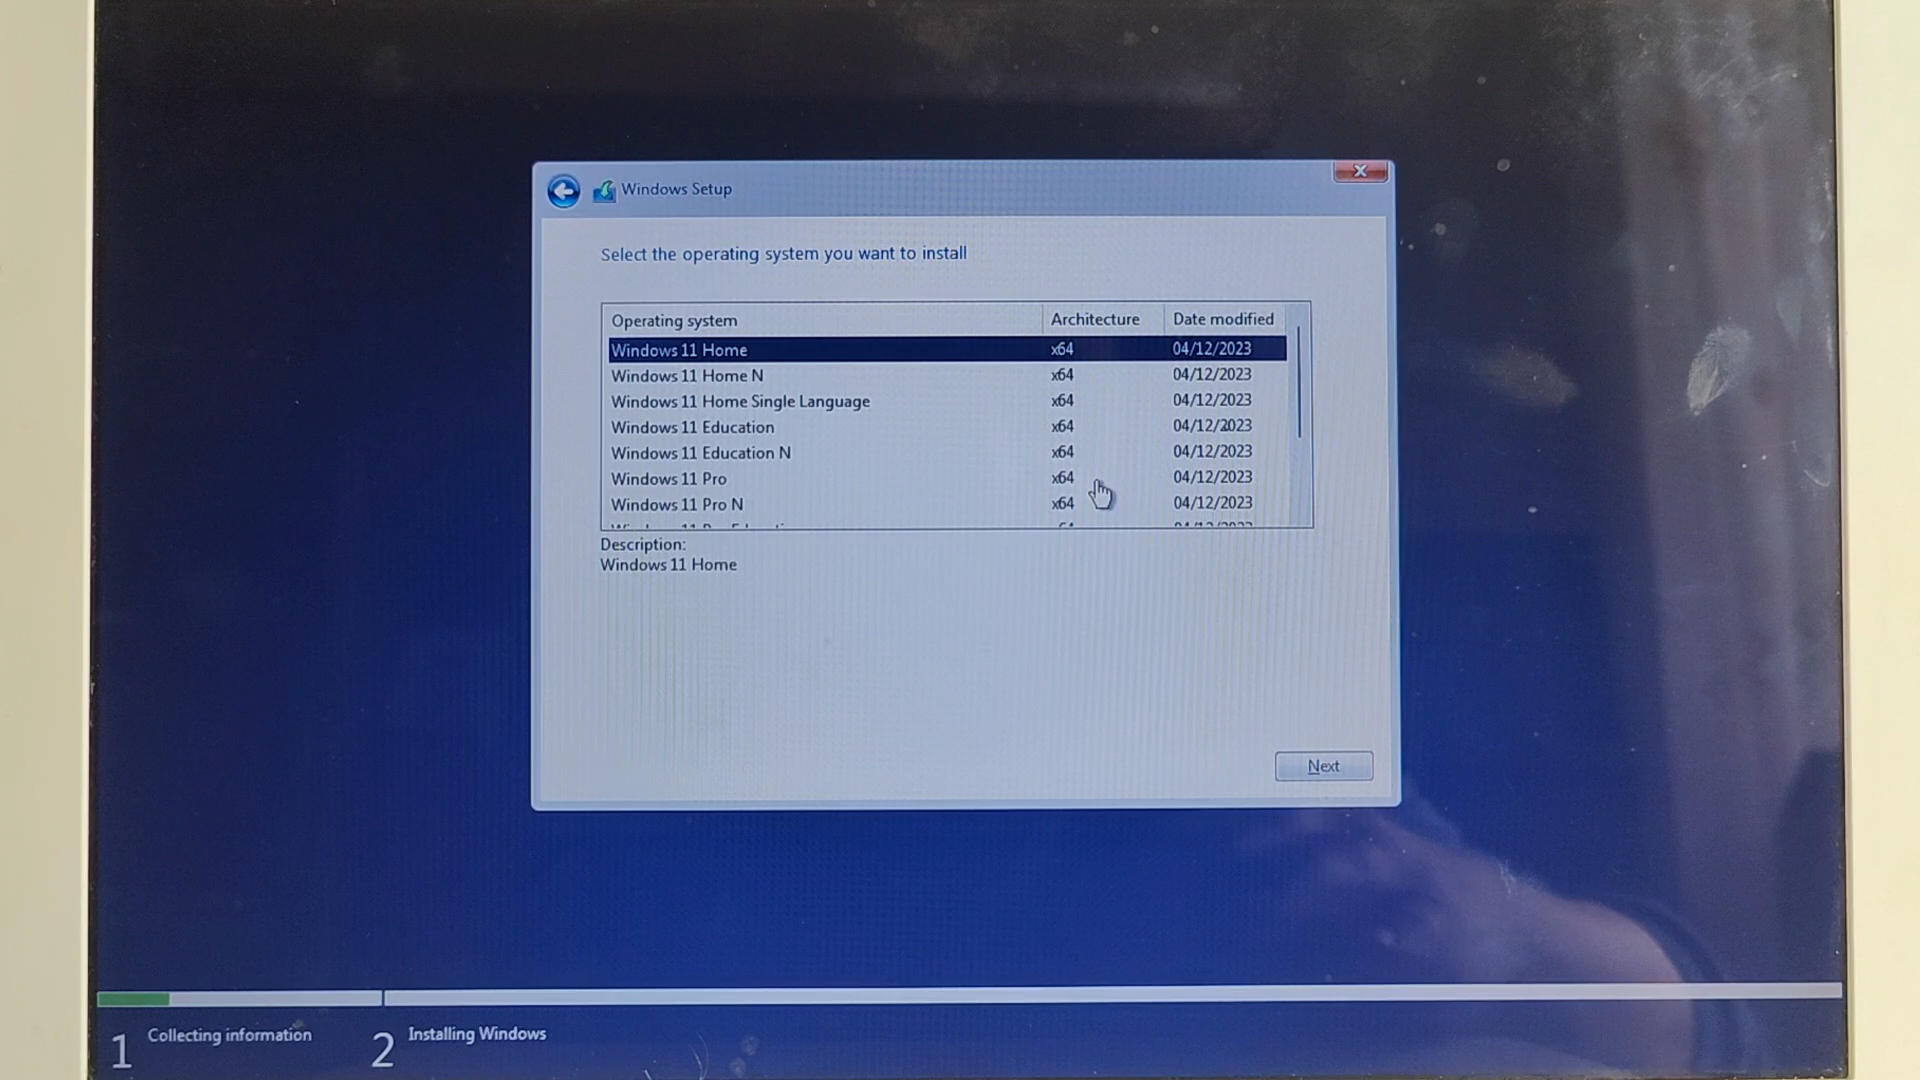 Windows Setup
Select the operating system you want to install
Operating system Architecture Date modified
Windows 11 Home x64 04/12/2023
Windows 11 Home N x64 04/12/2023
Windows 11 Home Single Language x64 04/12/2023
Windows 11 Education x64 04/12/2023
Windows 11 Education N x64 04/12/2023
Windows 11 Pro x64 04/12/2023
Windows 11 Pro N x64 04/12/2023
Description:
Windows 11 Home
Next
1 Collecting information 2 Installing Windows